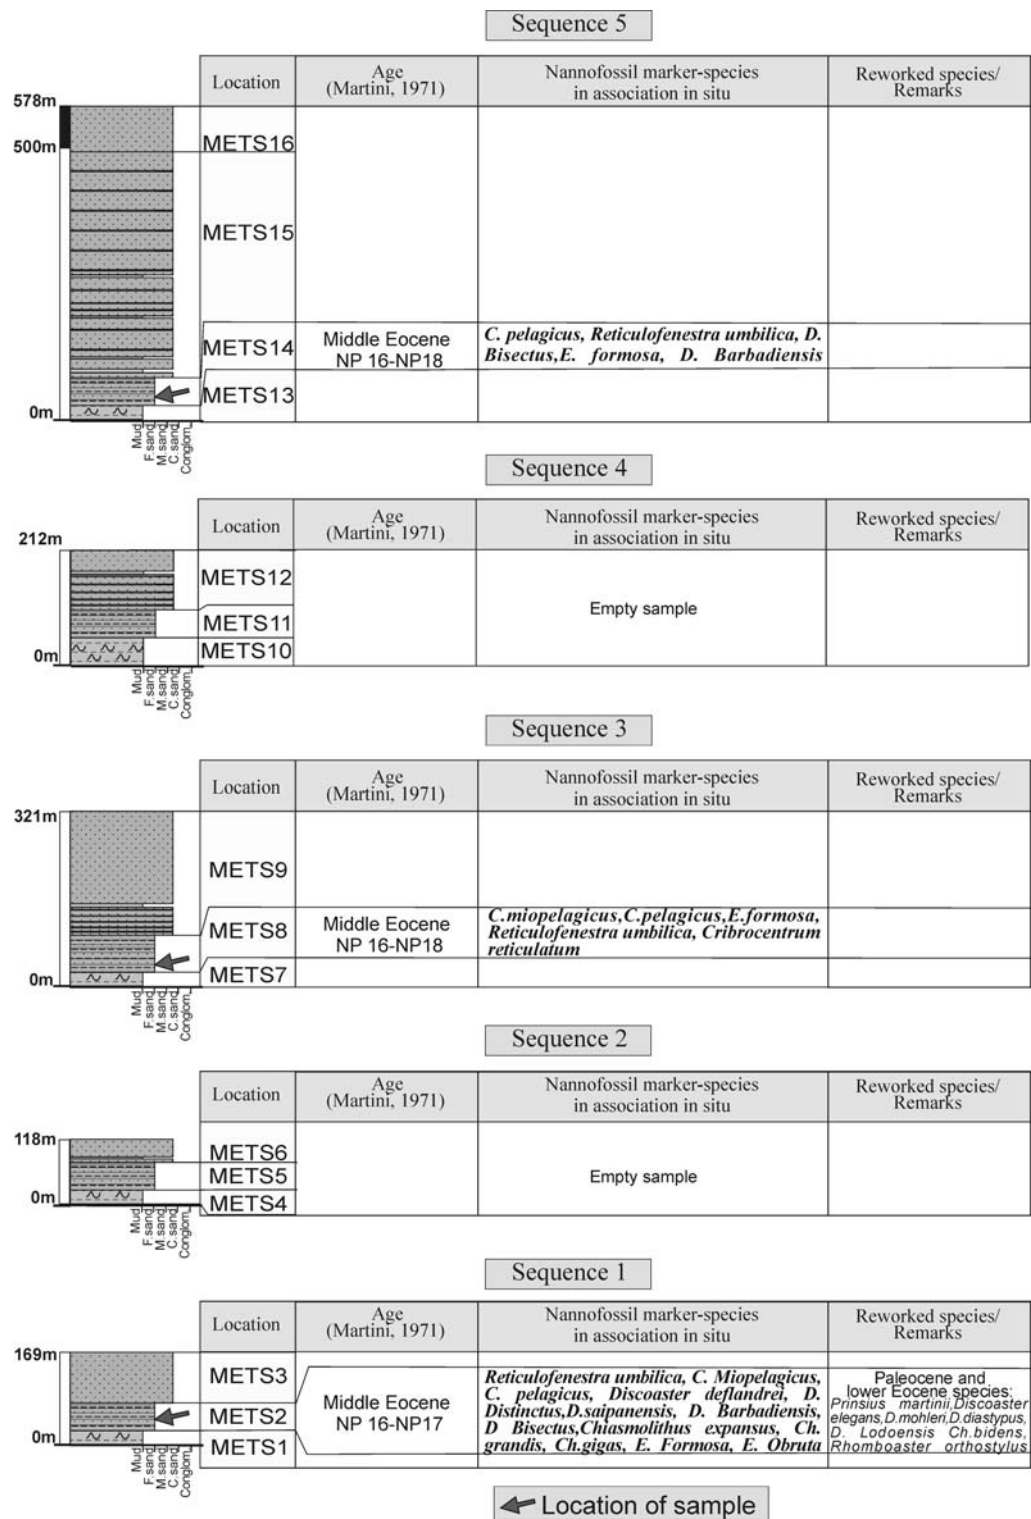 Sequence 5
Location
Age
(Martini, 1971)
Nannofossil marker-species
in association in situ
Reworked species/
Remarks
578m
500m
0m
METS16
METS15
METS14
METS13
Middle Eocene
NP 16-NP18
C. pelagicus, Reticulofenestra umbilica, D.
Bisectus,E. formosa, D. Barbadiensis
Mud
F.sand
M.sand
C.sand
Conglom.
Sequence 4
Location
Age
(Martini, 1971)
Nannofossil marker-species
in association in situ
Reworked species/
Remarks
212m
0m
METS12
METS11
METS10
Empty sample
Mud
F.sand
M.sand
C.sand
Conglom.
Sequence 3
Location
Age
(Martini, 1971)
Nannofossil marker-species
in association in situ
Reworked species/
Remarks
321m
0m
METS9
METS8
METS7
Middle Eocene
NP 16-NP18
C.miopelagicus,C.pelagicus,E.formosa,
Reticulofenestra umbilica, Cribrocentrum
reticulatum
Mud
F.sand
M.sand
C.sand
Conglom.
Sequence 2
Location
Age
(Martini, 1971)
Nannofossil marker-species
in association in situ
Reworked species/
Remarks
118m
0m
METS6
METS5
METS4
Empty sample
Mud
F.sand
M.sand
C.sand
Conglom.
Sequence 1
Location
Age
(Martini, 1971)
Nannofossil marker-species
in association in situ
Reworked species/
Remarks
169m
0m
METS3
METS2
METS1
Middle Eocene
NP 16-NP17
Reticulofenestra umbilica, C. Miopelagicus,
C. pelagicus, Discoaster deflandrei, D.
Distinctus,D.saipanensis, D. Barbadiensis,
D Bisectus,Chiasmolithus expansus, Ch.
grandis, Ch.gigas, E. Formosa, E. Obruta
Paleocene and
lower Eocene species:
Prinsius martinii,Discoaster
elegans,D.mohleri,D.diastypus,
D. Lodoensis Ch.bidens,
Rhomboaster orthostylus
Mud
F.sand
M.sand
C.sand
Conglom.
Location of sample